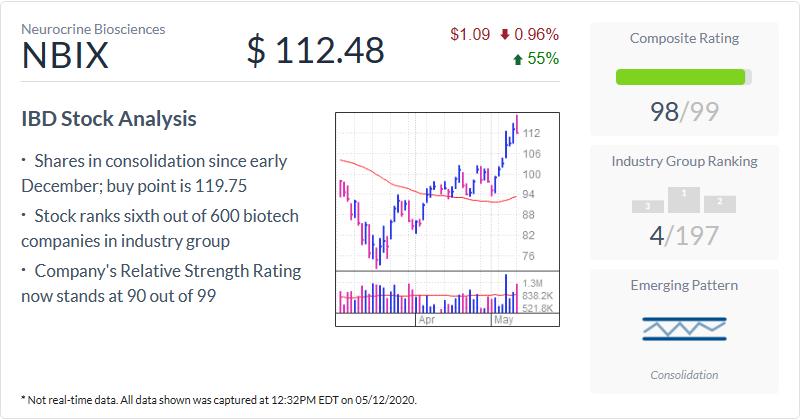 Neurocrine Biosciences
NBIX
$ 112.48
$1.09 0.96%
55%
IBD Stock Analysis
· Shares in consolidation since early
December; buy point is 119.75
· Stock ranks sixth out of 600 biotech
companies in industry group
· Company's Relative Strength Rating
now stands at 90 out of 99
112
106
100
94
88
82
76
1.3M
838.2K
521.8K
Apr
May
Composite Rating
98/99
Industry Group Ranking
3 1 2
4/197
Emerging Pattern
Consolidation
* Not real-time data. All data shown was captured at 12:32PM EDT on 05/12/2020.